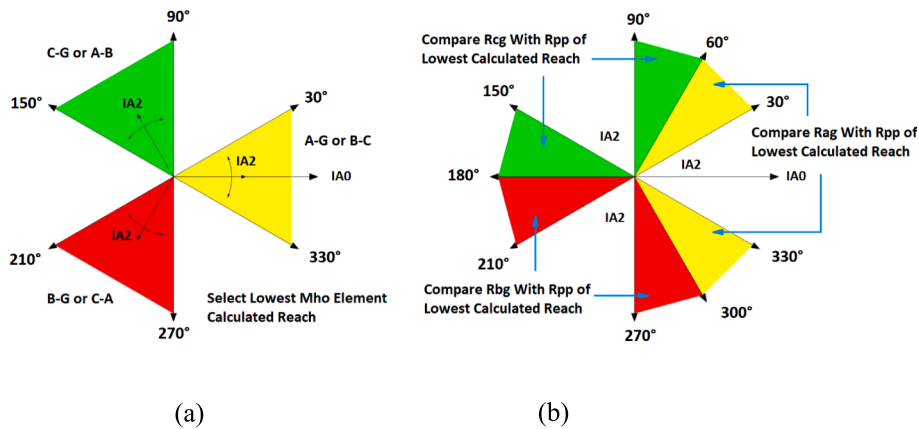 90°
C-G or A-B
150°
IA2
30°
A-G or B-C
IA2
IA0
IA2
330°
210°
B-G or C-A
Select Lowest Mho Element
Calculated Reach
270°
(a)
90°
Compare Rcg With Rpp of
Lowest Calculated Reach
60°
150°
30°
IA2
Compare Rag With Rpp of
Lowest Calculated Reach
IA2
180°
IA0
IA2
330°
210°
Compare Rbg With Rpp of
Lowest Calculated Reach
300°
270°
(b)